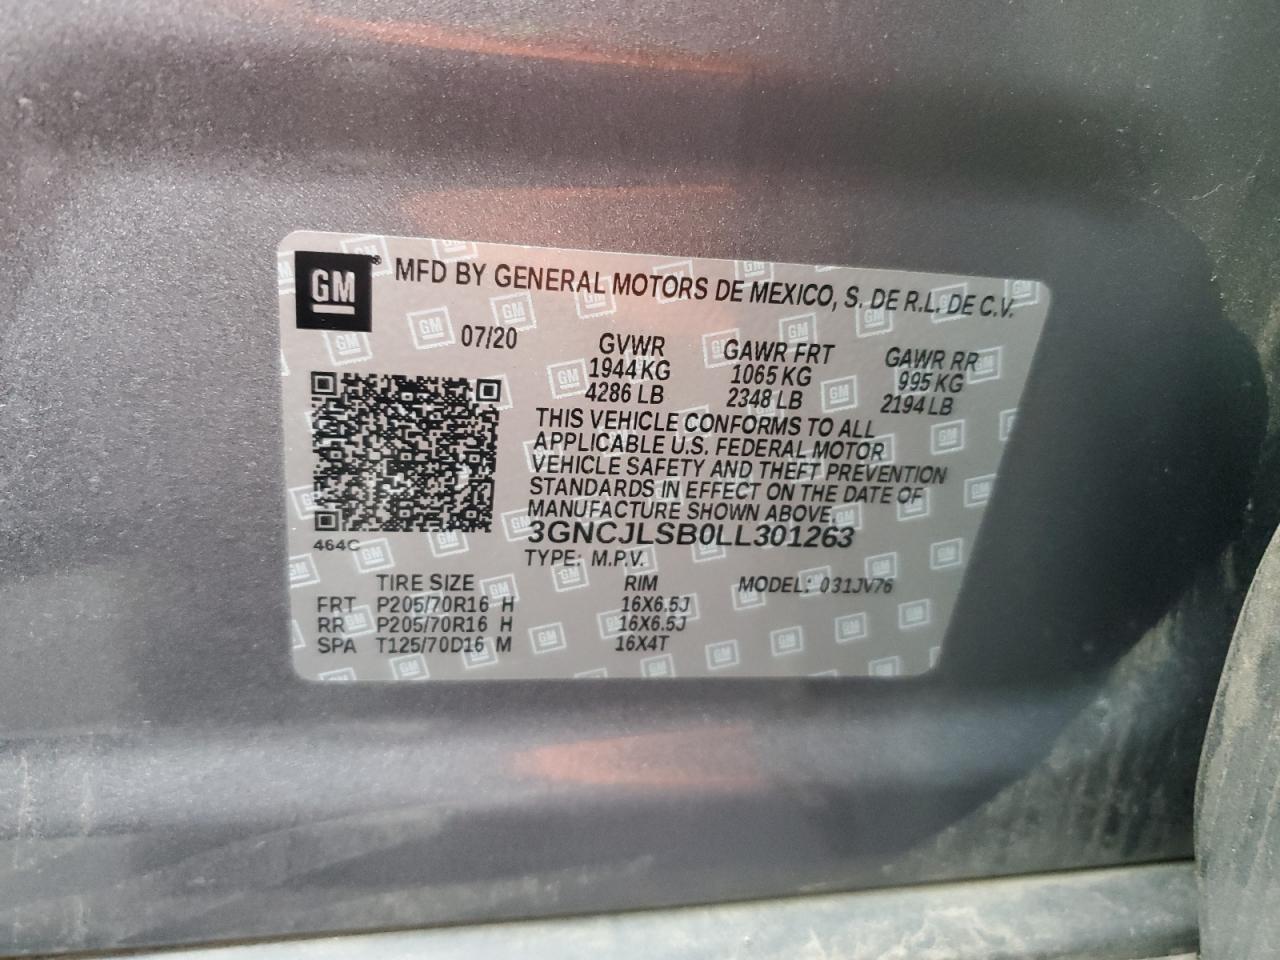 GM
MFD BY GENERAL MOTORS DE MEXICO, S. DE R.L. DE C.V.
07/20
GVWR GAWR FRT GAWR RR
1944 KG 1065 KG 995 KG
4286 LB 2348 LB 2194 LB
THIS VEHICLE CONFORMS TO ALL
APPLICABLE U.S. FEDERAL MOTOR
VEHICLE SAFETY AND THEFT PREVENTION
STANDARDS IN EFFECT ON THE DATE OF
MANUFACTURE SHOWN ABOVE.
3GNCJLSB0LL301263
464C
TYPE: M.P.V.
TIRE SIZE RIM MODEL: 031JV76
FRT P205/70R16 H 16X6.5J
RR P205/70R16 H 16X6.5J
SPA T125/70D16 M 16X4T